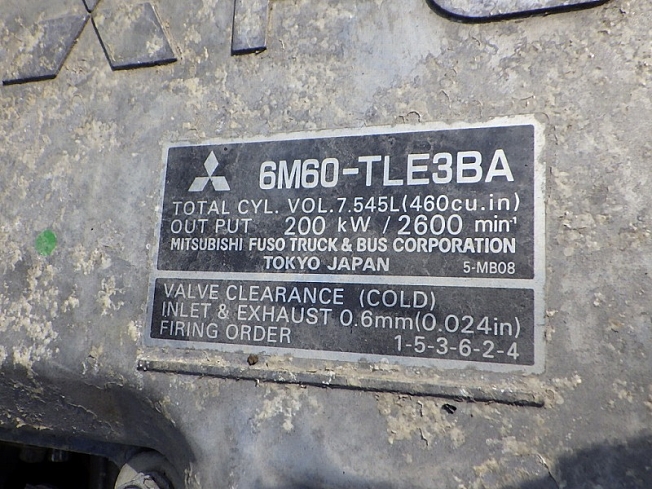 6M60-TLE3BA
TOTAL CYL. VOL.7.545L(460cu.in)
OUT PUT 200 kW / 2600 min⁻¹
MITSUBISHI FUSO TRUCK & BUS CORPORATION
TOKYO JAPAN 5-MB08
VALVE CLEARANCE (COLD)
INLET & EXHAUST 0.6mm(0.024in)
FIRING ORDER 1-5-3-6-2-4